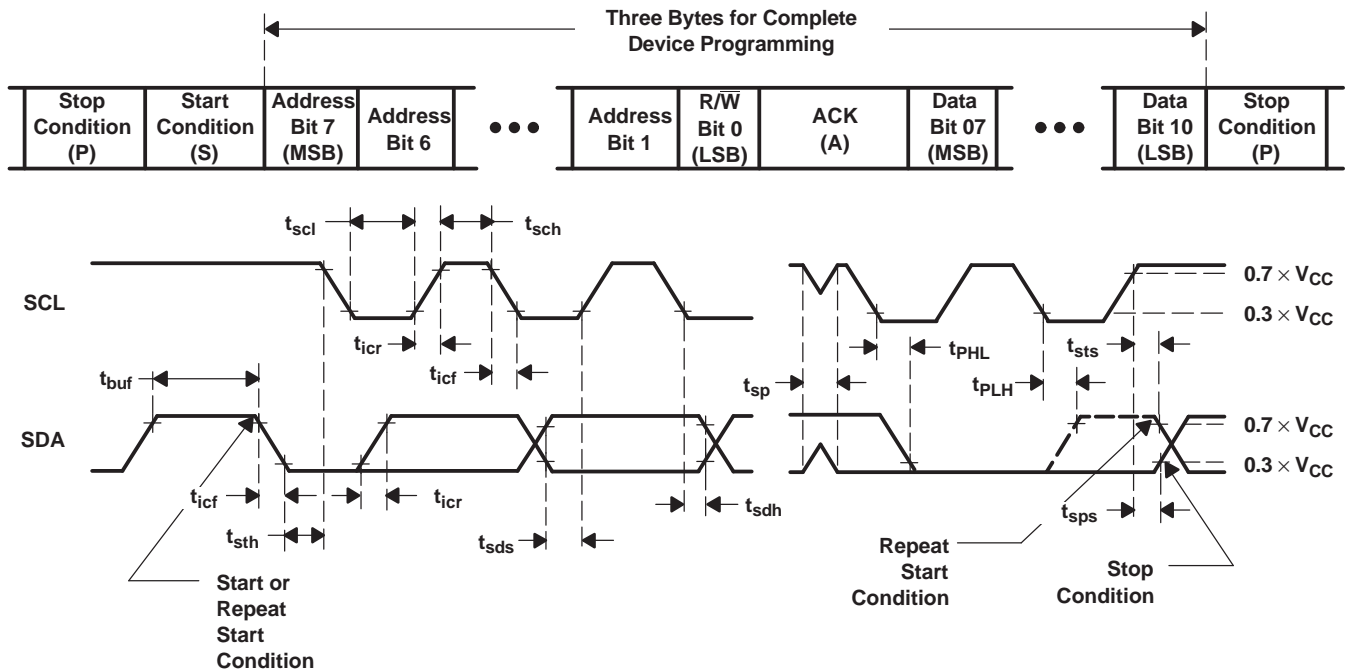 Three Bytes for Complete
Device Programming
Stop
Condition
(P)
Start
Condition
(S)
Address
Bit 7
(MSB)
Address
Bit 6
•••
Address
Bit 1
R/W̅
Bit 0
(LSB)
ACK
(A)
Data
Bit 07
(MSB)
•••
Data
Bit 10
(LSB)
Stop
Condition
(P)
tscl
tsch
SCL
0.7 × VCC
0.3 × VCC
ticr
ticf
tPHL
tsts
tbuf
tsp
tPLH
SDA
0.7 × VCC
0.3 × VCC
ticf
ticr
tsdh
tsth
tsds
tsps
Start or
Repeat
Start
Condition
Repeat
Start
Condition
Stop
Condition